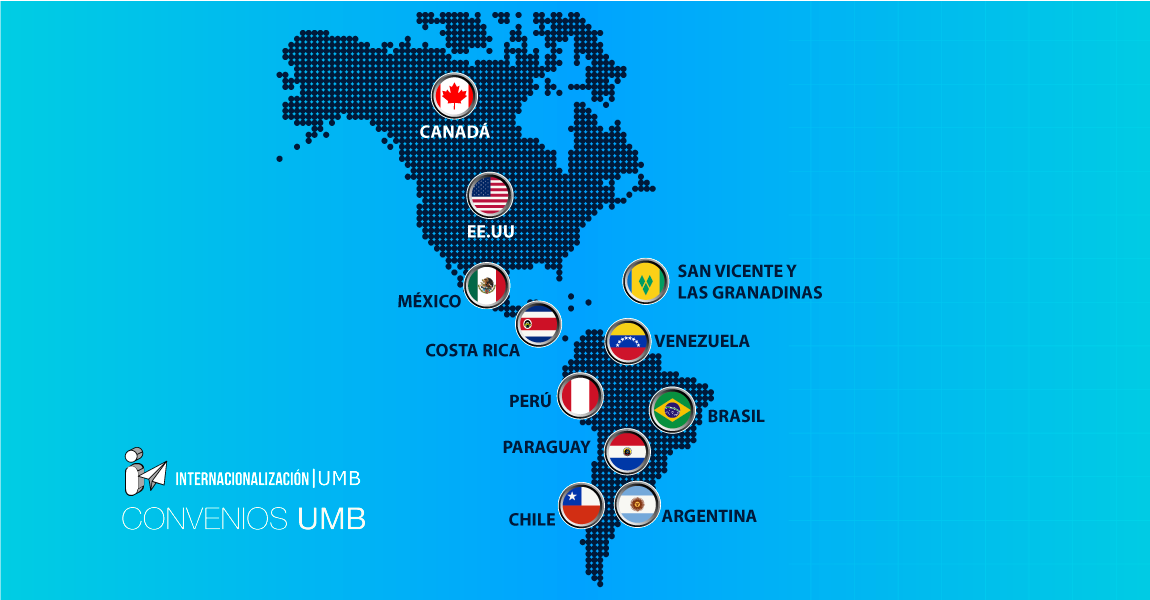 CANADÁ
EE.UU
MÉXICO
SAN VICENTE Y
LAS GRANADINAS
COSTA RICA
VENEZUELA
PERÚ
BRASIL
PARAGUAY
CHILE
ARGENTINA
INTERNACIONALIZACIÓN|UMB
CONVENIOS UMB